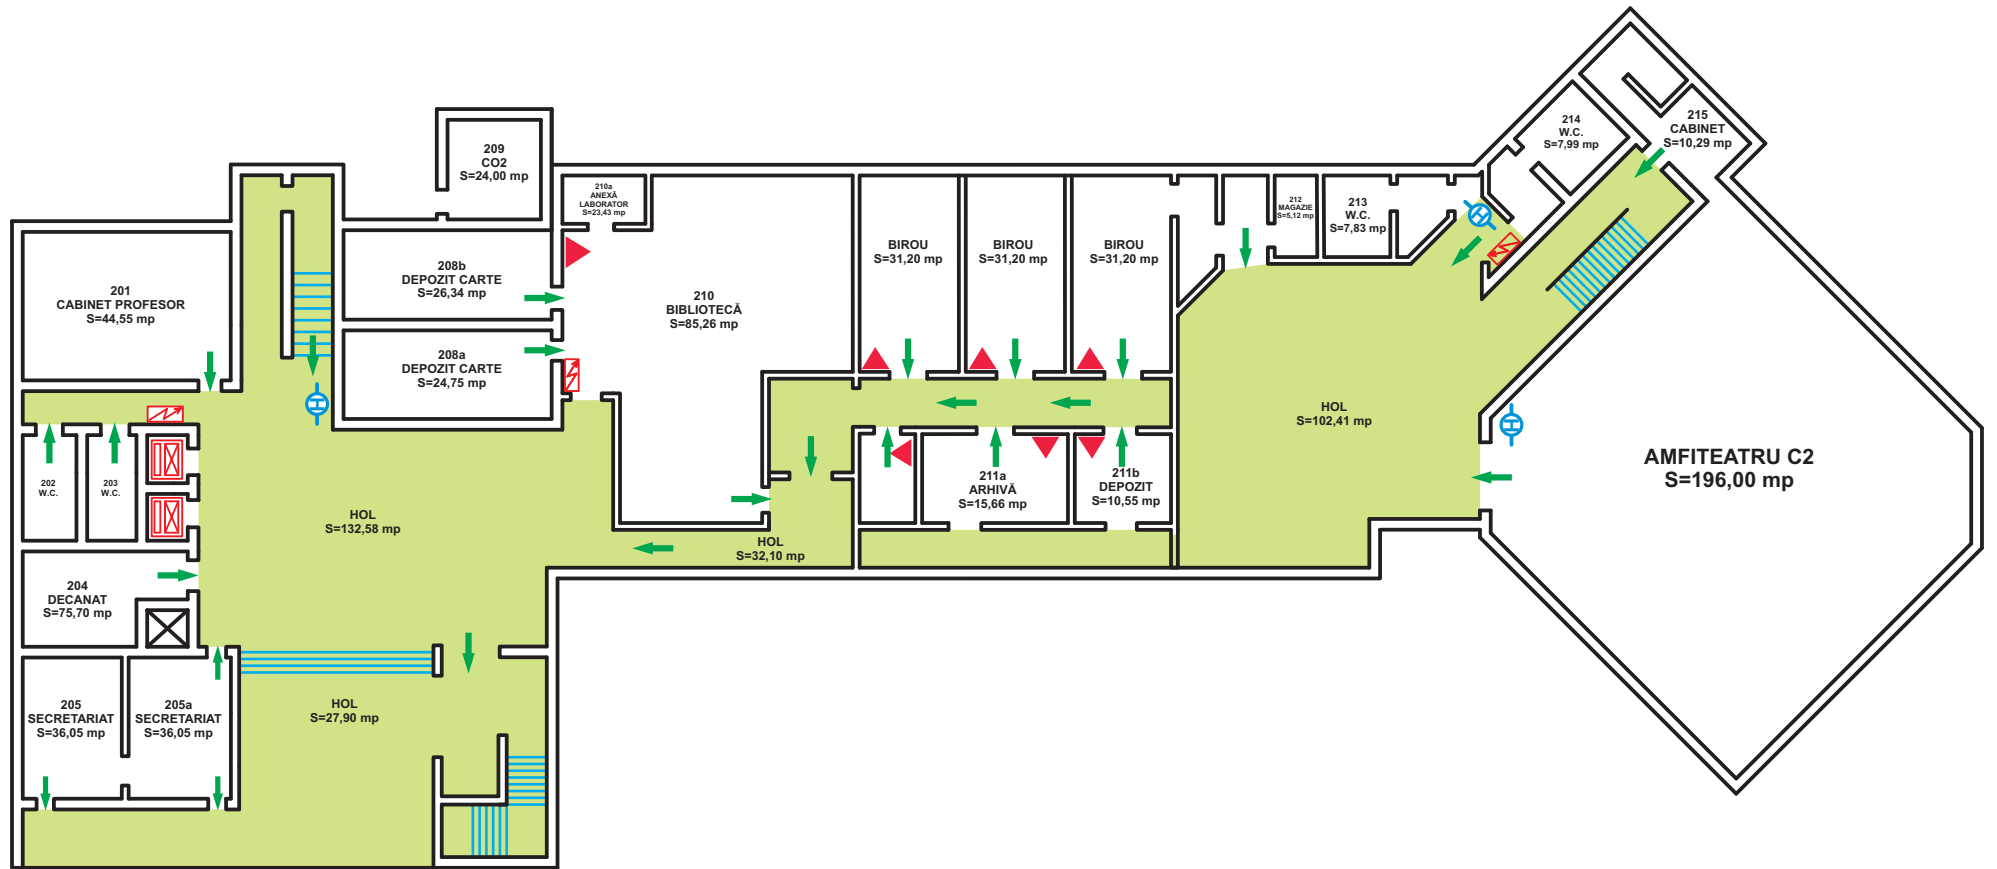 209
CO2
S=24,00 mp
210a
ANEXĂ
LABORATOR
S=23,43 mp
214
W.C.
S=7,99 mp
215
CABINET
S=10,29 mp
212
MAGAZIE
S=5,12 mp
213
W.C.
S=7,83 mp
BIROU
S=31,20 mp
BIROU
S=31,20 mp
BIROU
S=31,20 mp
201
CABINET PROFESOR
S=44,55 mp
208b
DEPOZIT CARTE
S=26,34 mp
210
BIBLIOTECĂ
S=85,26 mp
208a
DEPOZIT CARTE
S=24,75 mp
HOL
S=102,41 mp
AMFITEATRU C2
S=196,00 mp
202
W.C.
203
W.C.
211a
ARHIVĂ
S=15,66 mp
211b
DEPOZIT
S=10,55 mp
HOL
S=132,58 mp
HOL
S=32,10 mp
204
DECANAT
S=75,70 mp
205
SECRETARIAT
S=36,05 mp
205a
SECRETARIAT
S=36,05 mp
HOL
S=27,90 mp
H
H
H